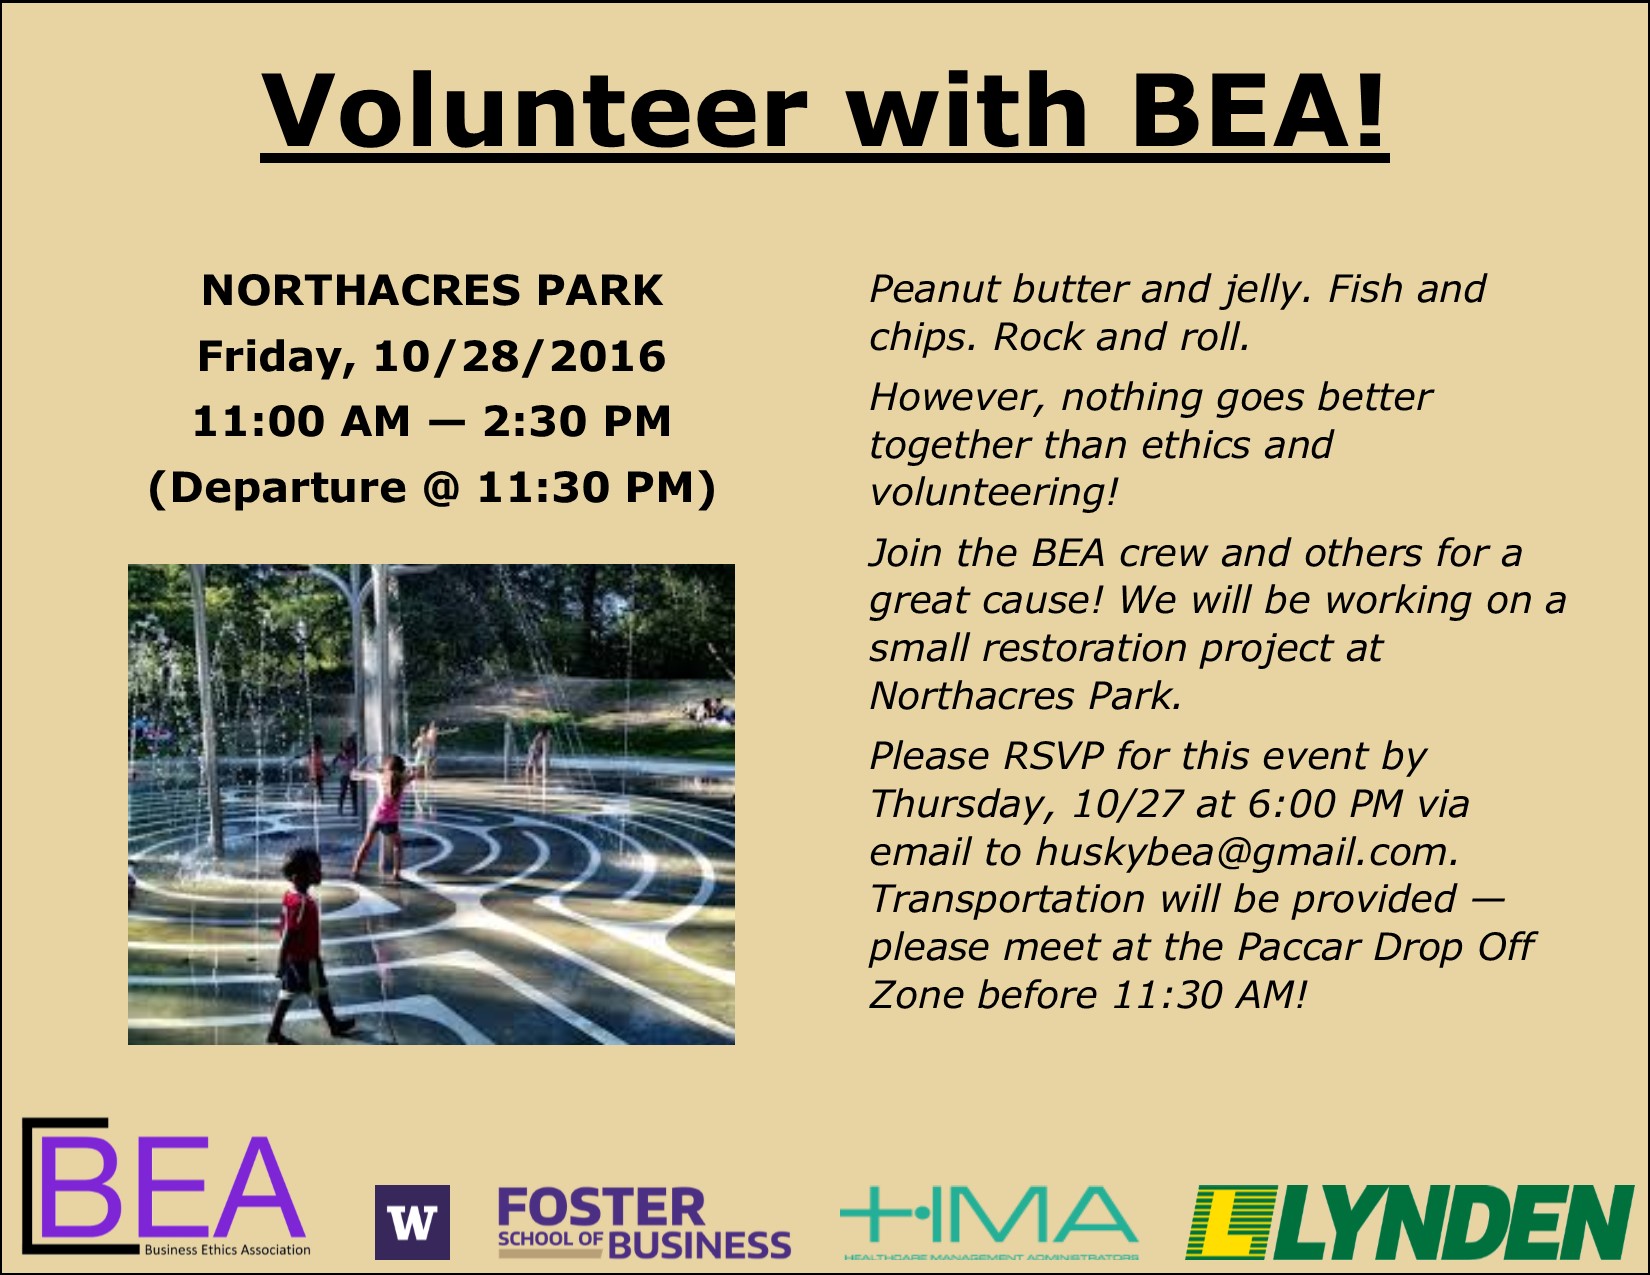 Volunteer with BEA!
NORTHACRES PARK
Friday, 10/28/2016
11:00 AM — 2:30 PM
(Departure @ 11:30 PM)
Peanut butter and jelly. Fish and
chips. Rock and roll.
However, nothing goes better
together than ethics and
volunteering!
Join the BEA crew and others for a
great cause! We will be working on a
small restoration project at
Northacres Park.
Please RSVP for this event by
Thursday, 10/27 at 6:00 PM via
email to huskybea@gmail.com.
Transportation will be provided —
please meet at the Paccar Drop Off
Zone before 11:30 AM!
BEA
Business Ethics Association
W
FOSTER
SCHOOL OF BUSINESS
HMA
HEALTHCARE MANAGEMENT ADMINISTRATORS
L LYNDEN